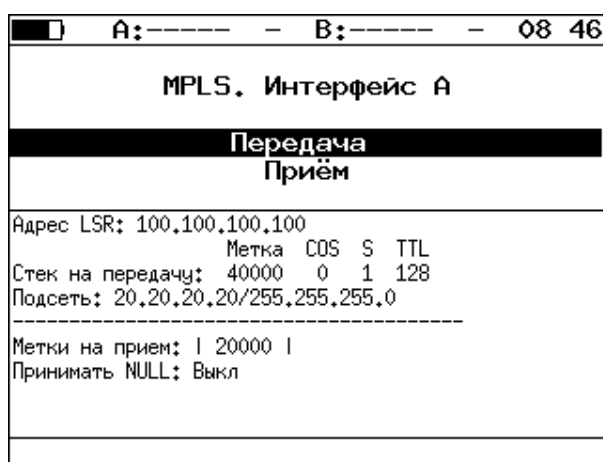 A:----- - B:----- - 08 46
MPLS. Интерфейс A
Передача
Приём
Адрес LSR: 100.100.100.100
Метка COS S TTL
Стек на передачу: 40000 0 1 128
Подсеть: 20.20.20.20/255.255.255.0
----------------------------------------
Метки на прием: | 20000 |
Принимать NULL: Выкл